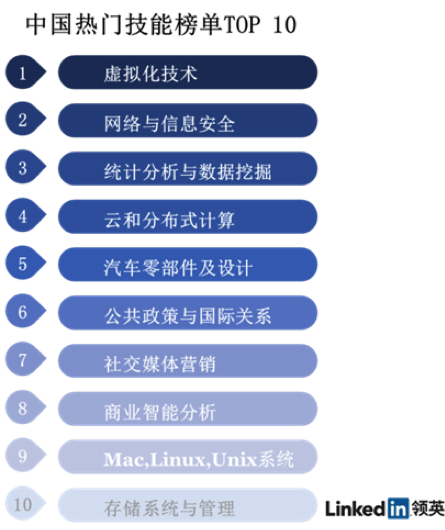 中国热门技能榜单TOP 10
1 虚拟化技术
2 网络与信息安全
3 统计分析与数据挖掘
4 云和分布式计算
5 汽车零部件及设计
6 公共政策与国际关系
7 社交媒体营销
8 商业智能分析
9 Mac,Linux,Unix系统
10 存储系统与管理
Linked in 领英